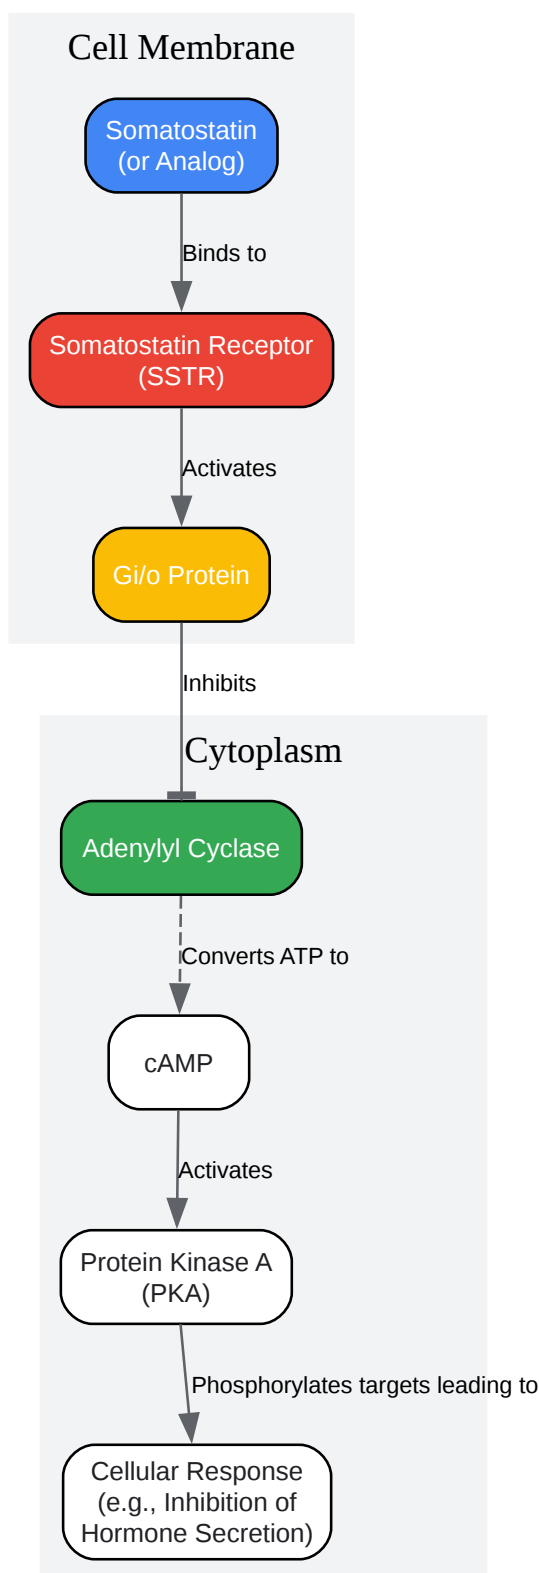 Cell Membrane
Somatostatin
(or Analog)
Binds to
Somatostatin Receptor
(SSTR)
Activates
Gi/o Protein
Inhibits
Cytoplasm
Adenylyl Cyclase
Converts ATP to
cAMP
Activates
Protein Kinase A
(PKA)
Phosphorylates targets leading to
Cellular Response
(e.g., Inhibition of
Hormone Secretion)